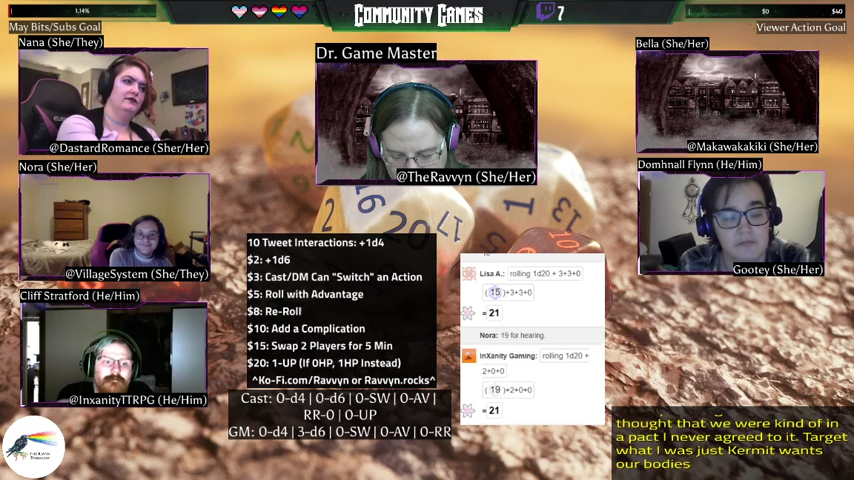 1.14%
COMMUNITY GAMES
7
$0
$40
May Bits/Subs Goal
Viewer Action Goal
Nana (She/They)
@DastardRomance (Sher/Her)
Dr. Game Master
@TheRavvyn (She/Her)
Bella (She/Her)
@Makawakakiki (She/Her)
Nora (She/Her)
@VillageSystem (She/They)
Domhnall Flynn (He/Him)
Gootey (She/Her)
Cliff Stratford (He/Him)
@InxanityTTRPG (He/Him)
10 Tweet Interactions: +1d4
$2: +1d6
$3: Cast/DM Can "Switch" an Action
$5: Roll with Advantage
$8: Re-Roll
$10: Add a Complication
$15: Swap 2 Players for 5 Min
$20: 1-UP (If 0HP, 1HP Instead)
^Ko-Fi.com/Ravvyn or Ravvyn.rocks^
Cast: 0-d4 | 0-d6 | 0-SW | 0-AV |
RR-0 | 0-UP
GM: 0-d4 | 3-d6 | 0-SW | 0-AV | 0-RR
Lisa A.: rolling 1d20 + 3+3+0
( 15 )+3+3+0
= 21
Nora: 19 for hearing.
InXanity Gaming: rolling 1d20 +
2+0+0
( 19 )+2+0+0
= 21
thought that we were kind of in
a pact I never agreed to it. Target
what I was just Kermit wants
our bodies